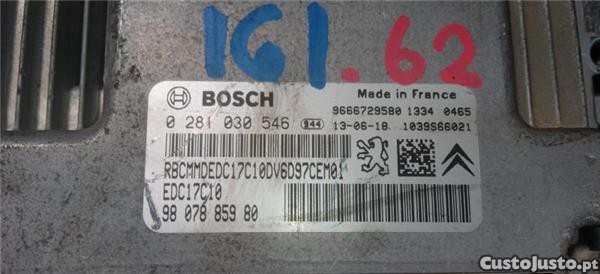 161.62
BOSCH
Made in France
9666729580 1334 0465
0 281 030 546 944 13-06-18 1039S66021
RBCMMDEDC17C10DV6D97CEM01
EDC17C10
98 078 859 80
CustoJusto.pt